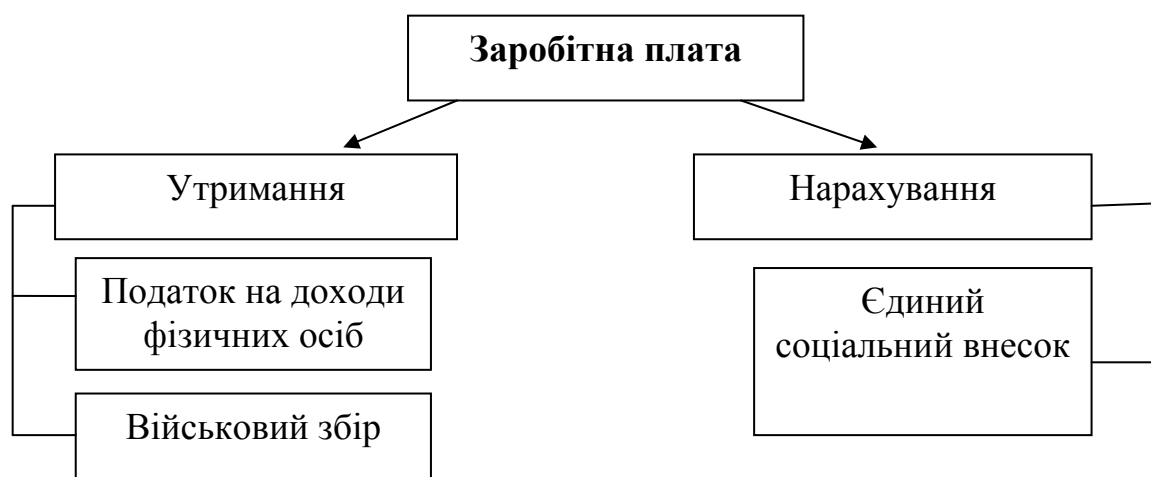 Заробітна плата
Утримання
Нарахування
Податок на доходи
фізичних осіб
Єдиний
соціальний внесок
Військовий збір